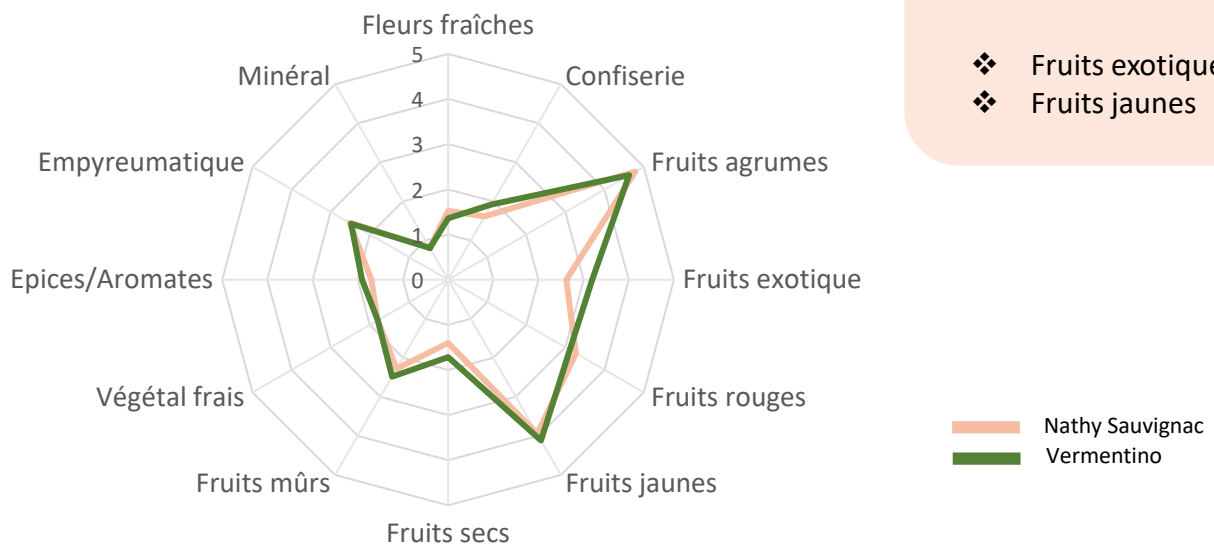 Fleurs fraîches
Confiserie
Fruits agrumes
Fruits exotique
Fruits rouges
Fruits jaunes
Fruits secs
Fruits mûrs
Végétal frais
Epices/Aromates
Empyreumatique
Minéral
5
4
3
2
1
0
❖ Fruits exotique
❖ Fruits jaunes
Nathy Sauvignac
Vermentino